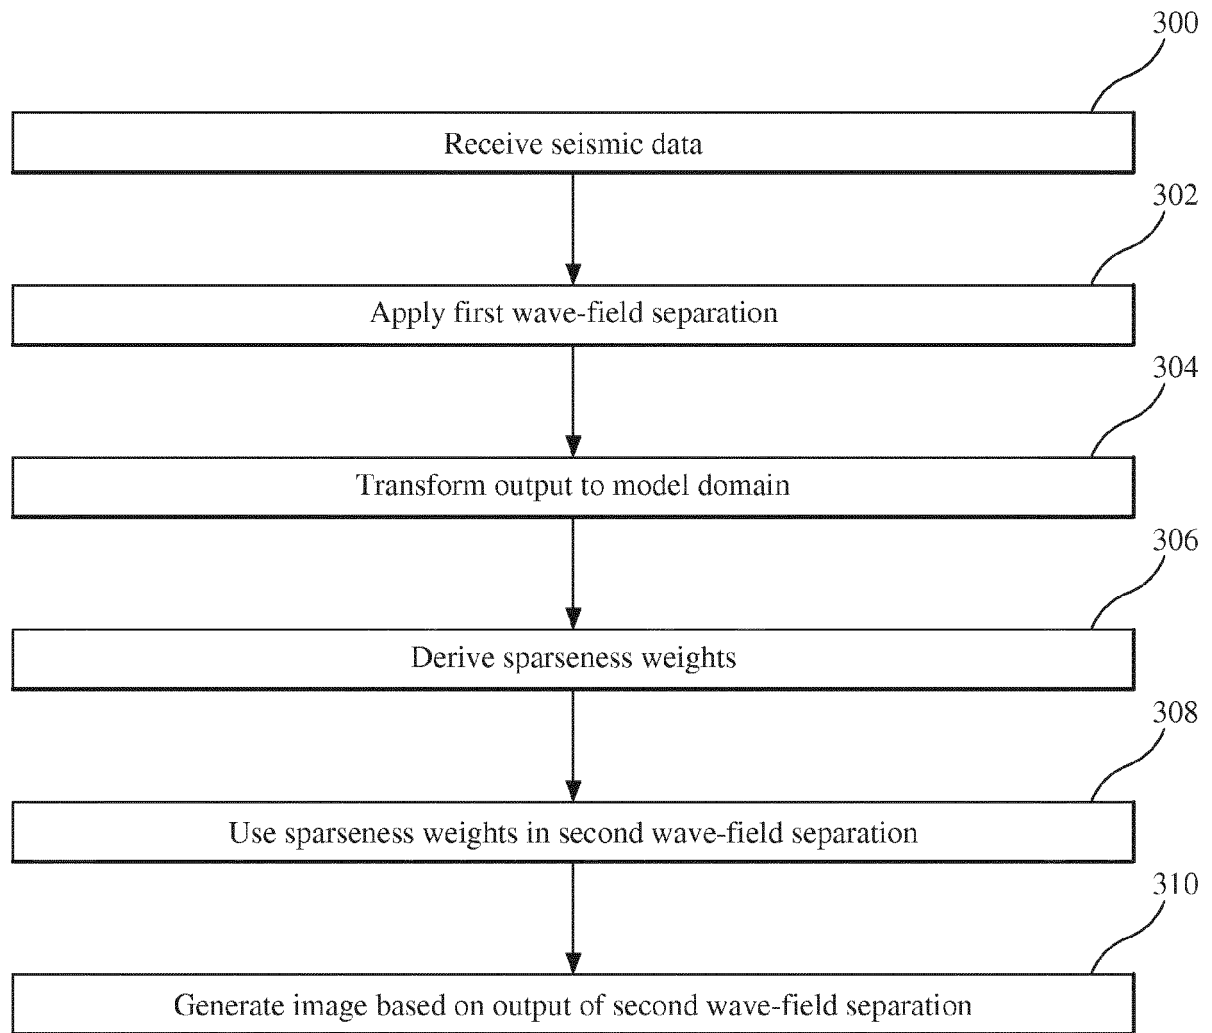 300
Receive seismic data
302
Apply first wave-field separation
304
Transform output to model domain
306
Derive sparseness weights
308
Use sparseness weights in second wave-field separation
310
Generate image based on output of second wave-field separation